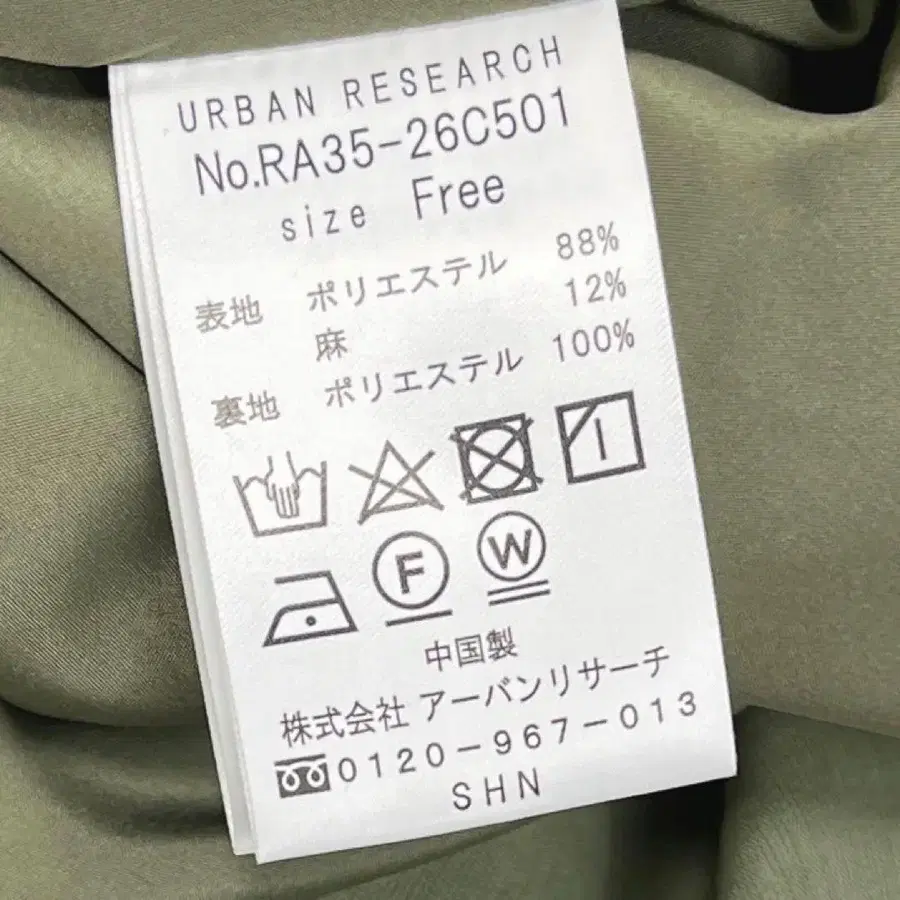 URBAN RESEARCH
No.RA35-26C501
size Free
表地 ポリエステル 88%
麻 12%
裏地 ポリエステル 100%
F W
中国製
株式会社 アーバンリサーチ
0120-967-013
SHN